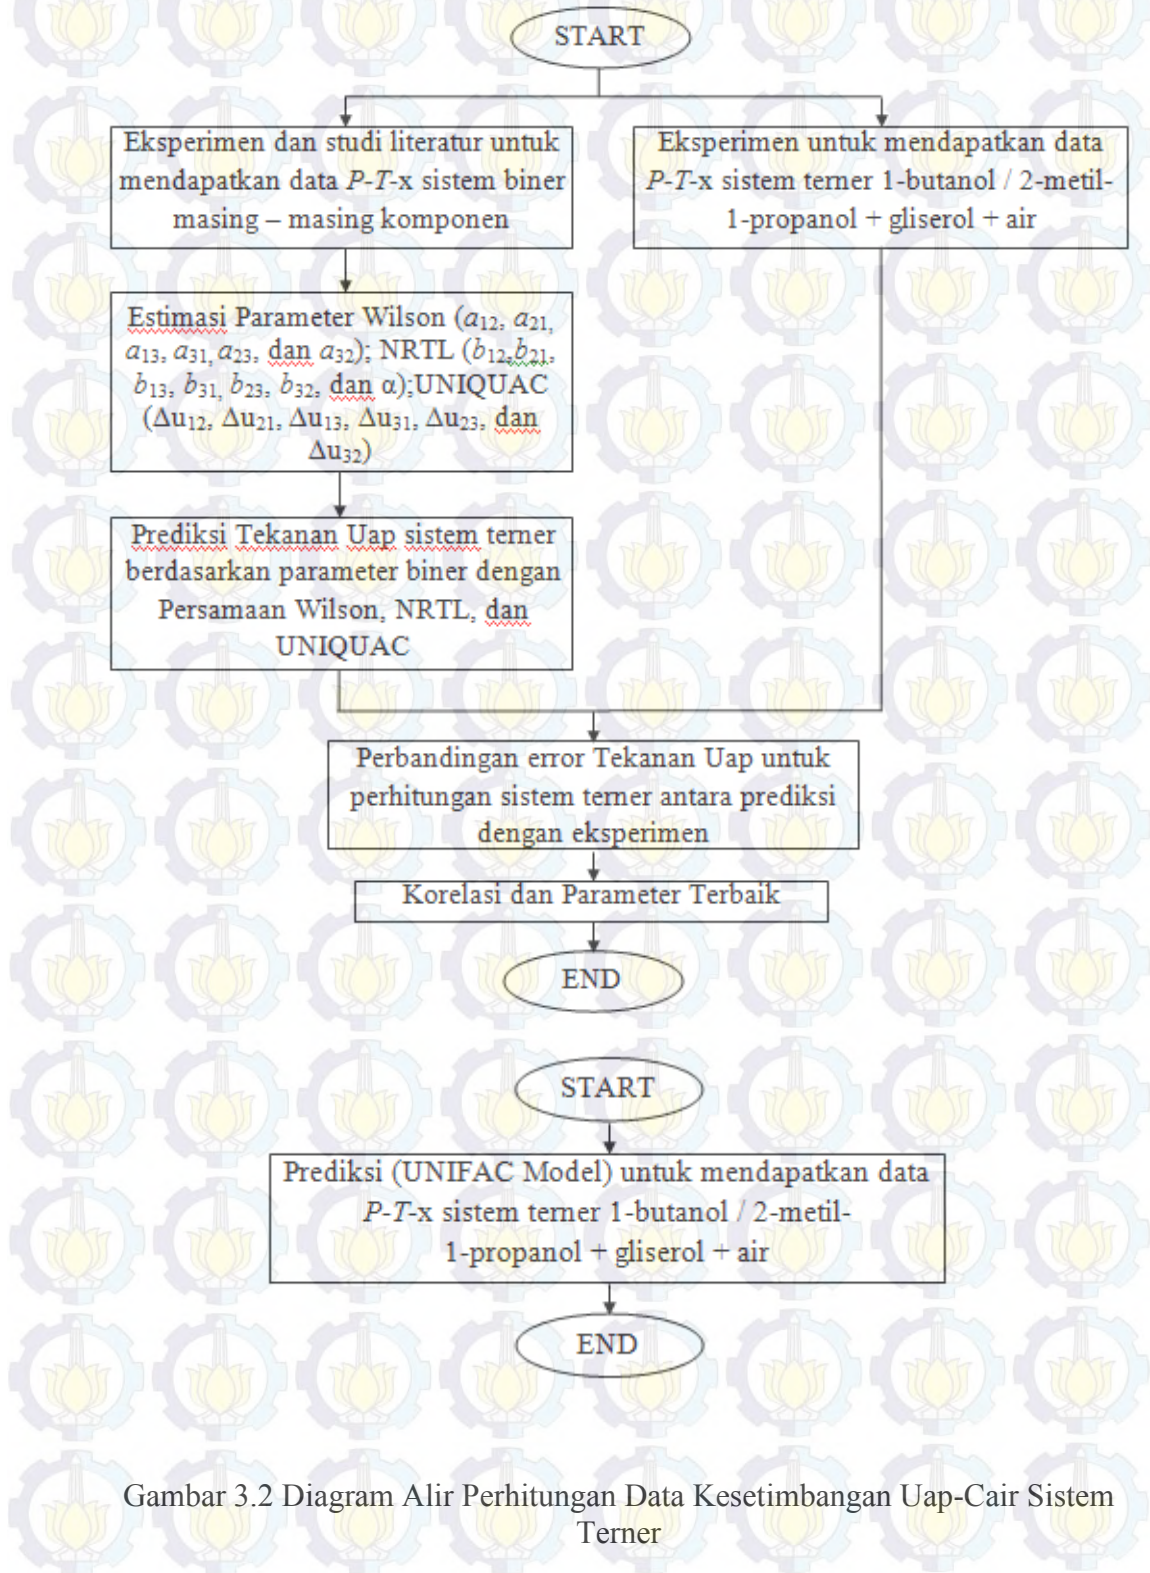 START
Eksperimen dan studi literatur untuk
mendapatkan data P-T-x sistem biner
masing – masing komponen
Eksperimen untuk mendapatkan data
P-T-x sistem terner 1-butanol / 2-metil-
1-propanol + gliserol + air
Estimasi Parameter Wilson (a12, a21,
a13, a31, a23, dan a32); NRTL (b12,b21,
b13, b31, b23, b32, dan α);UNIQUAC
(Δu12, Δu21, Δu13, Δu31, Δu23, dan
Δu32)
Prediksi Tekanan Uap sistem terner
berdasarkan parameter biner dengan
Persamaan Wilson, NRTL, dan
UNIQUAC
Perbandingan error Tekanan Uap untuk
perhitungan sistem terner antara prediksi
dengan eksperimen
Korelasi dan Parameter Terbaik
END
START
Prediksi (UNIFAC Model) untuk mendapatkan data
P-T-x sistem terner 1-butanol / 2-metil-
1-propanol + gliserol + air
END
Gambar 3.2 Diagram Alir Perhitungan Data Kesetimbangan Uap-Cair Sistem
Terner